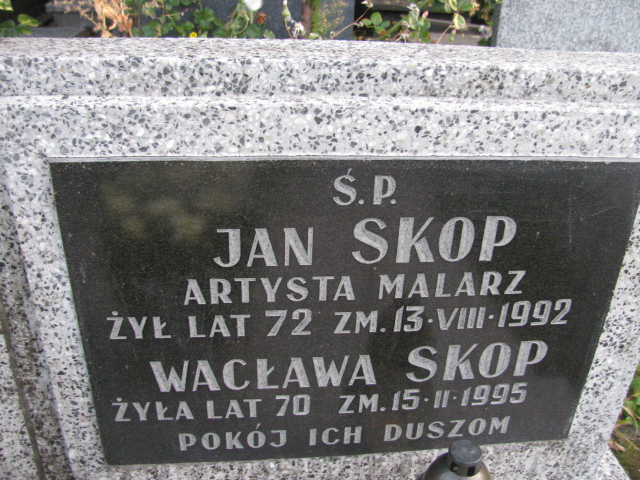 Ś.P.
JAN SKOP
ARTYSTA MALARZ
ŻYŁ LAT 72 ZM. 13·VIII·1992
WACŁAWA SKOP
ŻYŁA LAT 70 ZM. 15·II·1995
POKÓJ ICH DUSZOM